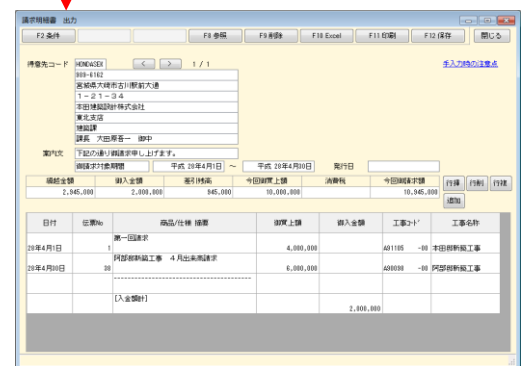 請求明細書 出力
F2 条件 F8 参照 F9 削除 F10 Excel F11 印刷 F12 保存 閉じる
得意先コード HONDASEK < > 1 / 1 手入力時の注意点
989-6162
宮城県大崎市古川駅前大通
1-21-34
本田建築設計株式会社
東北支店
建築課
課長 大田原吾一 御中
案内文 下記の通り御請求申し上げます。
御請求対象期間 平成 28年4月1日 ~ 平成 28年4月30日 発行日
繰越金額 御入金額 差引残高 今回御買上額 消費税 今回御請求額 行挿 行削 行複
2,945,000 2,000,000 945,000 10,000,000 10,945,000
追加
日付 伝票No 商品/仕様 摘要 御買上額 御入金額 工事コード 工事名称
第一回請求
28年4月1日 1 4,000,000 A01105 -00 本田邸新築工事
阿部邸新築工事 4月出来高請求
28年4月30日 38 6,000,000 A90000 -00 阿部邸新築工事
----------------------------------------
[入金額計]
2,000,000